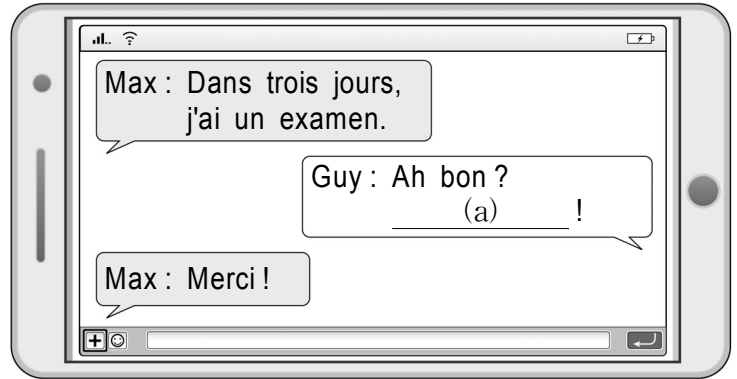 Max : Dans trois jours,
j'ai un examen.
Guy : Ah bon ?
(a) !
Max : Merci !